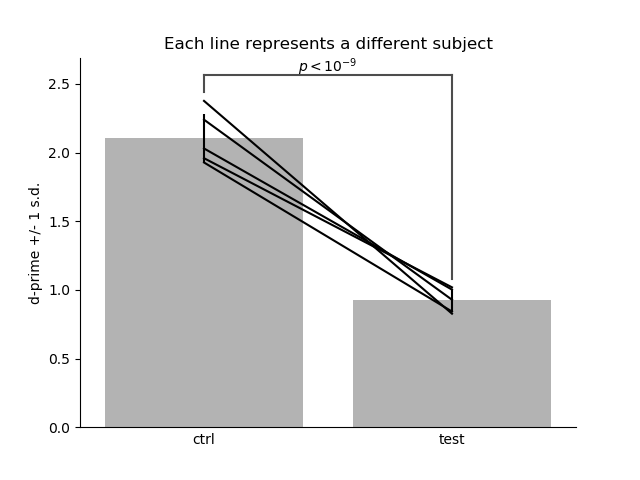 Each line represents a different subject
p < 10⁻⁹
2.5
2.0
1.5
1.0
0.5
0.0
d-prime +/- 1 s.d.
ctrl
test